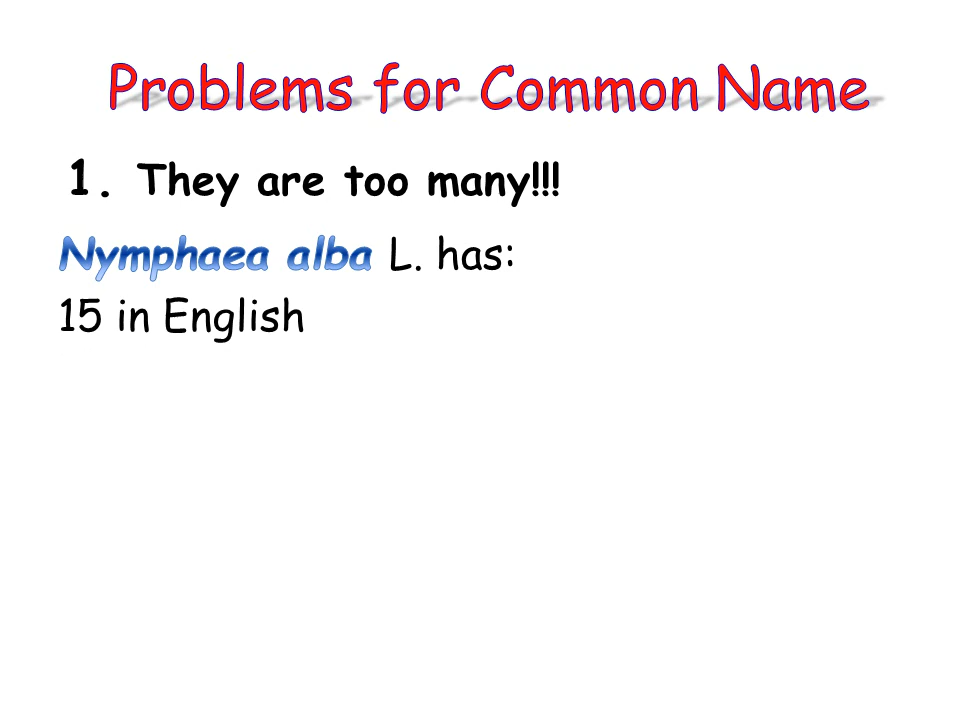 Problems for Common Name
1. They are too many!!!
Nymphaea alba L. has:
15 in English